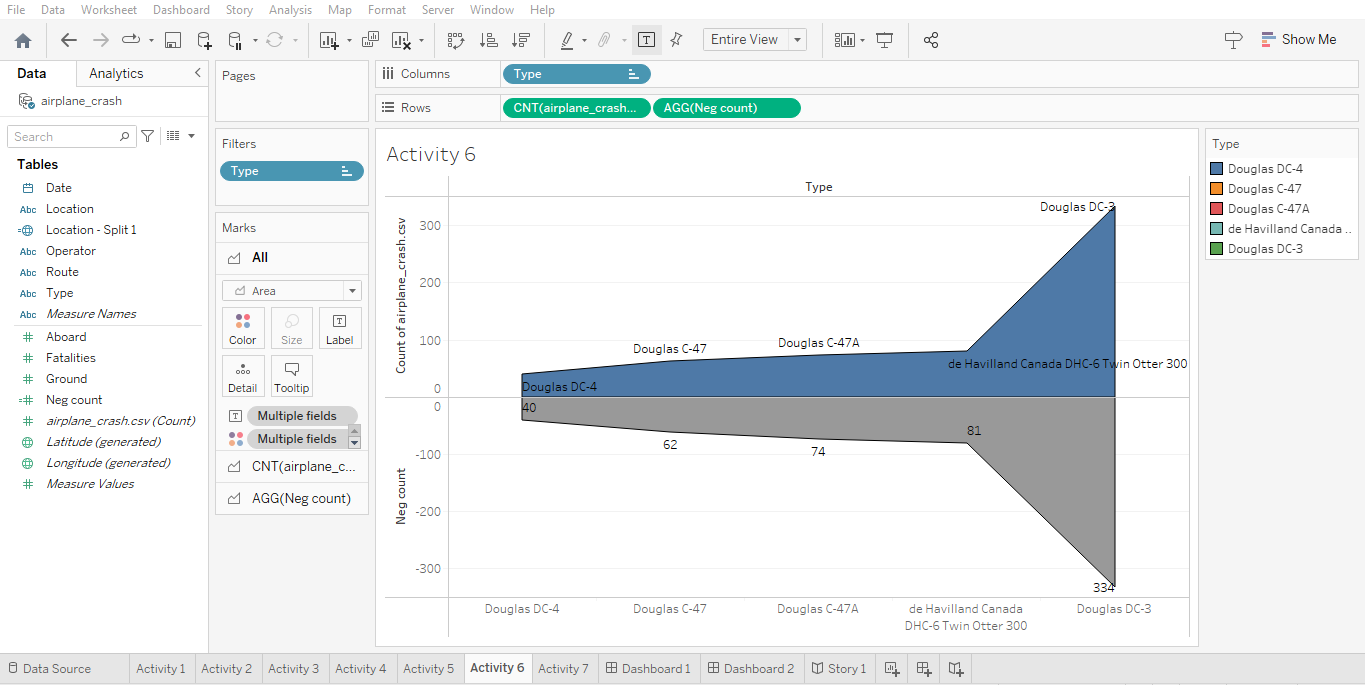 File Data Worksheet Dashboard Story Analysis Map Format Server Window Help
Entire View
Show Me
Data Analytics
airplane_crash
Search
Tables
Date
Abc Location
Location - Split 1
Abc Operator
Abc Route
Abc Type
Abc Measure Names
Aboard
Fatalities
Ground
Neg count
airplane_crash.csv (Count)
Latitude (generated)
Longitude (generated)
Measure Values
Pages
Filters
Type
Marks
All
Area
Color Size Label
Detail Tooltip
Multiple fields
Multiple fields
CNT(airplane_c...
AGG(Neg count)
Columns
Type
Rows
CNT(airplane_crash... AGG(Neg count)
Activity 6
Type
Count of airplane_crash.csv
300
200
100
0
Douglas DC-3
Douglas C-47
Douglas C-47A
de Havilland Canada DHC-6 Twin Otter 300
Douglas DC-4
Neg count
0
-100
-200
-300
40
62
74
81
334
Douglas DC-4
Douglas C-47
Douglas C-47A
de Havilland Canada
DHC-6 Twin Otter 300
Douglas DC-3
Type
Douglas DC-4
Douglas C-47
Douglas C-47A
de Havilland Canada ..
Douglas DC-3
Data Source Activity 1 Activity 2 Activity 3 Activity 4 Activity 5 Activity 6 Activity 7 Dashboard 1 Dashboard 2 Story 1